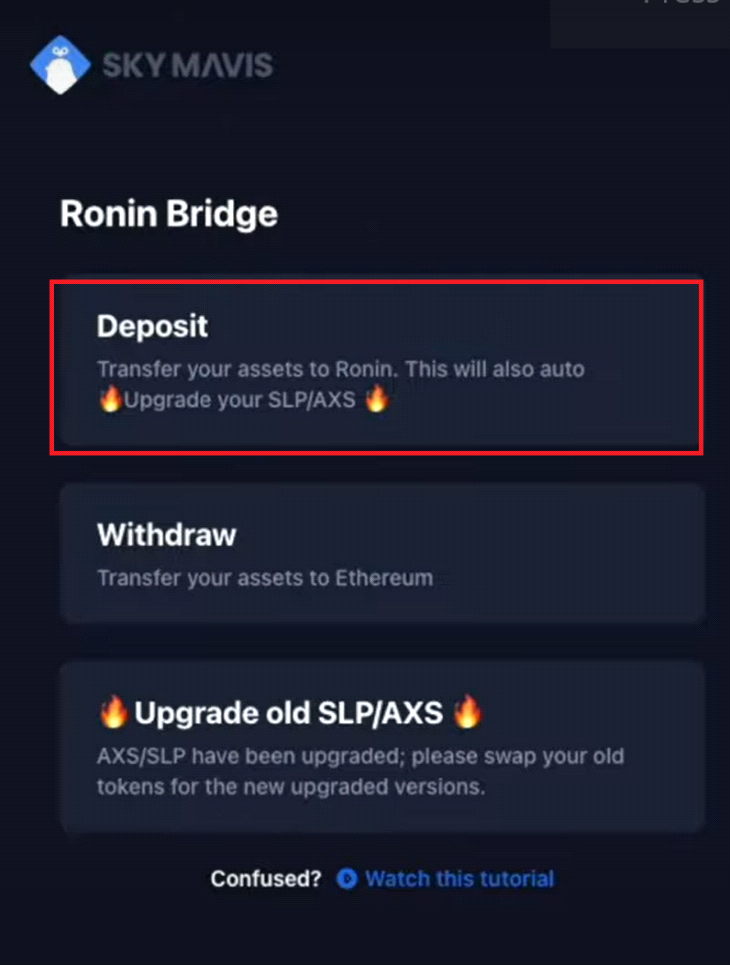 SKY MAVIS
Ronin Bridge
Deposit
Transfer your assets to Ronin. This will also auto
🔥Upgrade your SLP/AXS 🔥
Withdraw
Transfer your assets to Ethereum
🔥Upgrade old SLP/AXS 🔥
AXS/SLP have been upgraded; please swap your old
tokens for the new upgraded versions.
Confused? Watch this tutorial